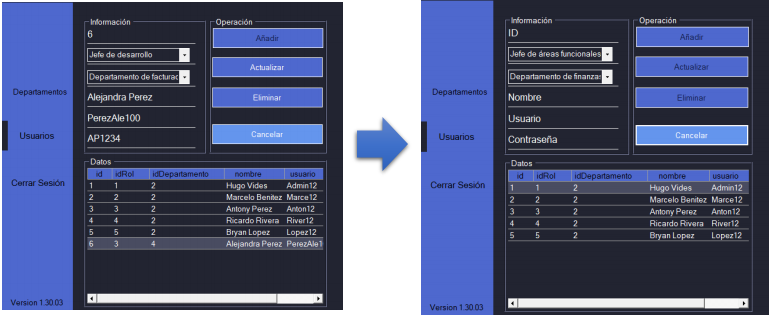 Información
6
Jefe de desarrollo
Departamento de facturac
Alejandra Perez
PerezAle100
AP1234
Operación
Añadir
Actualizar
Eliminar
Cancelar
Departamentos
Usuarios
Cerrar Sesión
Version 1.30.03
Datos
id idRol idDepartamento nombre usuario
1 1 2 Hugo Vides Admin12
2 2 2 Marcelo Benitez Marce12
3 3 2 Antony Perez Anton12
4 4 2 Ricardo Rivera River12
5 5 2 Bryan Lopez Lopez12
6 3 4 Alejandra Perez PerezAle1
Información
ID
Jefe de áreas funcionales
Departamento de finanzas
Nombre
Usuario
Contraseña
Operación
Añadir
Actualizar
Eliminar
Cancelar
Departamentos
Usuarios
Cerrar Sesión
Version 1.30.03
Datos
id idRol idDepartamento nombre usuario
1 1 2 Hugo Vides Admin12
2 2 2 Marcelo Benitez Marce12
3 3 2 Antony Perez Anton12
4 4 2 Ricardo Rivera River12
5 5 2 Bryan Lopez Lopez12